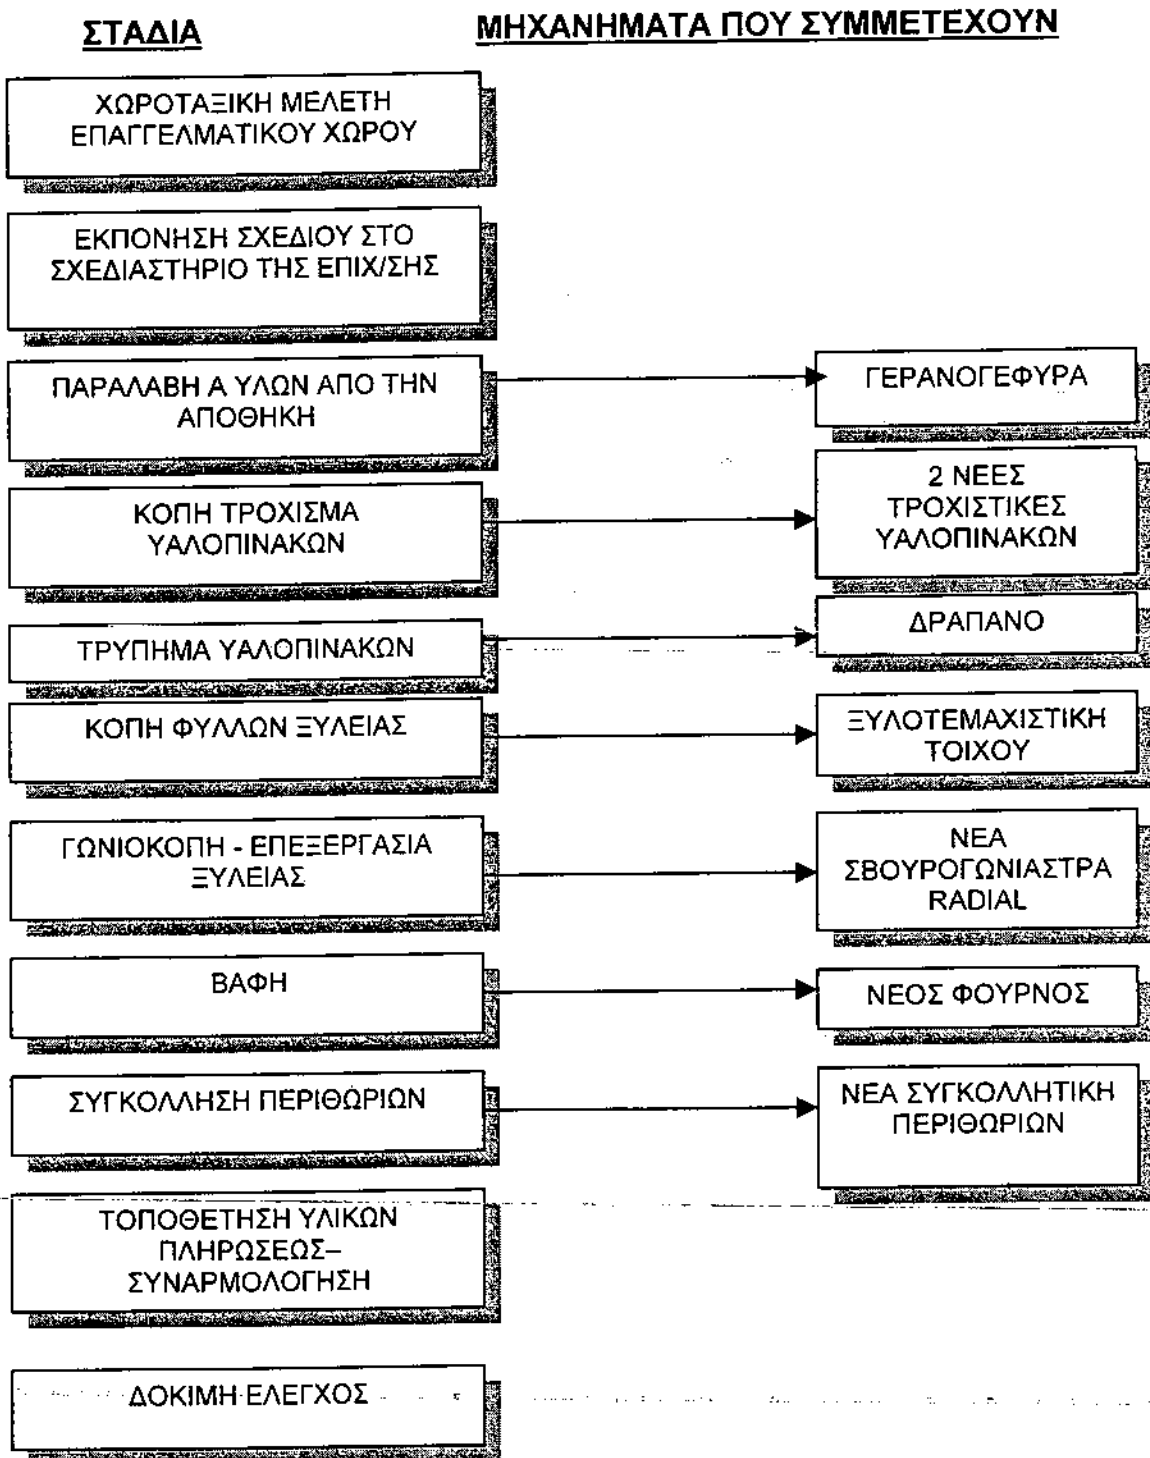 ΣΤΑΔΙΑ
ΜΗΧΑΝΗΜΑΤΑ ΠΟΥ ΣΥΜΜΕΤΕΧΟΥΝ
ΧΩΡΟΤΑΞΙΚΗ ΜΕΛΕΤΗ
ΕΠΑΓΓΕΛΜΑΤΙΚΟΥ ΧΩΡΟΥ
ΕΚΠΟΝΗΣΗ ΣΧΕΔΙΟΥ ΣΤΟ
ΣΧΕΔΙΑΣΤΗΡΙΟ ΤΗΣ ΕΠΙΧ/ΣΗΣ
ΠΑΡΑΛΑΒΗ Α ΥΛΩΝ ΑΠΟ ΤΗΝ
ΑΠΟΘΗΚΗ
ΓΕΡΑΝΟΓΕΦΥΡΑ
ΚΟΠΗ ΤΡΟΧΙΣΜΑ
ΥΑΛΟΠΙΝΑΚΩΝ
2 ΝΕΕΣ
ΤΡΟΧΙΣΤΙΚΕΣ
ΥΑΛΟΠΙΝΑΚΩΝ
ΤΡΥΠΗΜΑ ΥΑΛΟΠΙΝΑΚΩΝ
ΔΡΑΠΑΝΟ
ΚΟΠΗ ΦΥΛΛΩΝ ΞΥΛΕΙΑΣ
ΞΥΛΟΤΕΜΑΧΙΣΤΙΚΗ
ΤΟΙΧΟΥ
ΓΩΝΙΟΚΟΠΗ - ΕΠΕΞΕΡΓΑΣΙΑ
ΞΥΛΕΙΑΣ
ΝΕΑ
ΣΒΟΥΡΟΓΩΝΙΑΣΤΡΑ
RADIAL
ΒΑΦΗ
ΝΕΟΣ ΦΟΥΡΝΟΣ
ΣΥΓΚΟΛΛΗΣΗ ΠΕΡΙΘΩΡΙΩΝ
ΝΕΑ ΣΥΓΚΟΛΛΗΤΙΚΗ
ΠΕΡΙΘΩΡΙΩΝ
ΤΟΠΟΘΕΤΗΣΗ ΥΛΙΚΩΝ
ΠΛΗΡΩΣΕΩΣ–
ΣΥΝΑΡΜΟΛΟΓΗΣΗ
ΔΟΚΙΜΗ ΕΛΕΓΧΟΣ